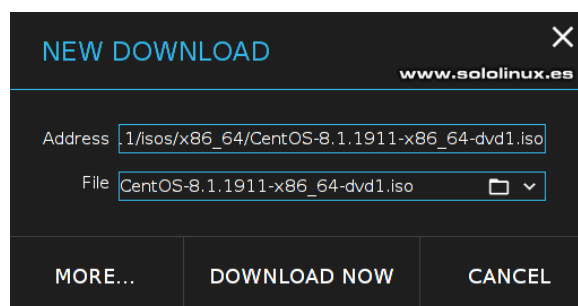 NEW DOWNLOAD
www.sololinux.es
Address .1/isos/x86_64/CentOS-8.1.1911-x86_64-dvd1.iso
File CentOS-8.1.1911-x86_64-dvd1.iso
MORE... DOWNLOAD NOW CANCEL